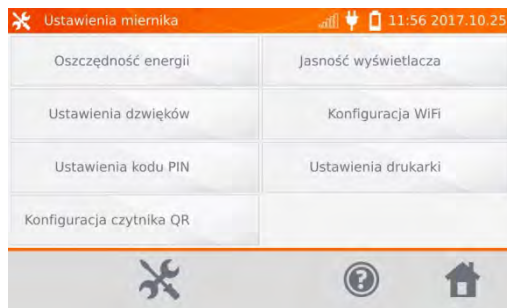 Ustawienia miernika 11:56 2017.10.25
Oszczędność energii Jasność wyświetlacza
Ustawienia dzwięków Konfiguracja WiFi
Ustawienia kodu PIN Ustawienia drukarki
Konfiguracja czytnika QR